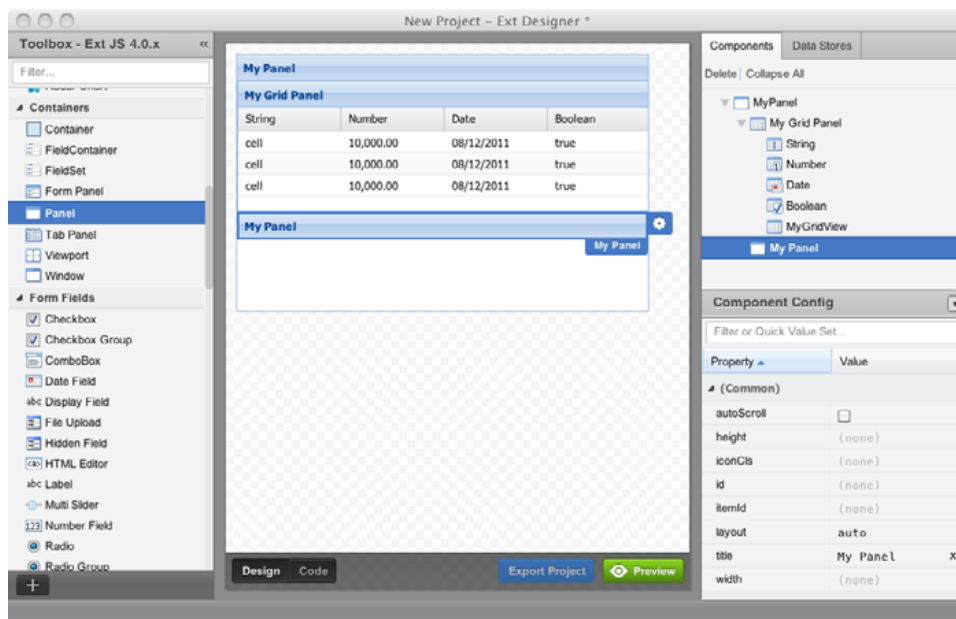 New Project – Ext Designer *
Toolbox - Ext JS 4.0.x «
Filter...
Containers
Container
FieldContainer
FieldSet
Form Panel
Panel
Tab Panel
Viewport
Window
Form Fields
Checkbox
Checkbox Group
ComboBox
Date Field
abc Display Field
File Upload
Hidden Field
HTML Editor
abc Label
Multi Slider
123 Number Field
Radio
Radio Group
+
My Panel
My Grid Panel
String Number Date Boolean
cell 10,000.00 08/12/2011 true
cell 10,000.00 08/12/2011 true
cell 10,000.00 08/12/2011 true
My Panel
My Panel
Design Code Export Project Preview
Components Data Stores
Delete Collapse All
MyPanel
My Grid Panel
String
Number
Date
Boolean
MyGridView
My Panel
Component Config
Filter or Quick Value Set...
Property Value
(Common)
autoScroll
height (none)
iconCls (none)
id (none)
itemId (none)
layout auto
title My Panel x
width (none)